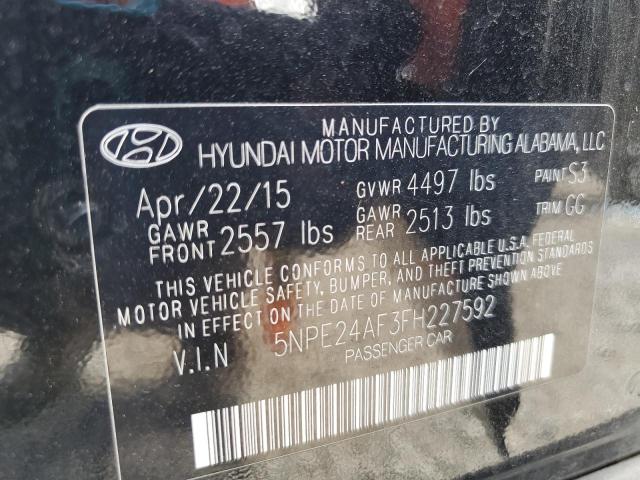 MANUFACTURED BY
HYUNDAI MOTOR MANUFACTURING ALABAMA, LLC
Apr/22/15 GVWR 4497 lbs PAINT S3
GAWR FRONT 2557 lbs GAWR REAR 2513 lbs TRIM GG
THIS VEHICLE CONFORMS TO ALL APPLICABLE U.S.A. FEDERAL
MOTOR VEHICLE SAFETY, BUMPER, AND THEFT PREVENTION STANDARDS
IN EFFECT ON THE DATE OF MANUFACTURE SHOWN ABOVE
V.I.N 5NPE24AF3FH227592
PASSENGER CAR